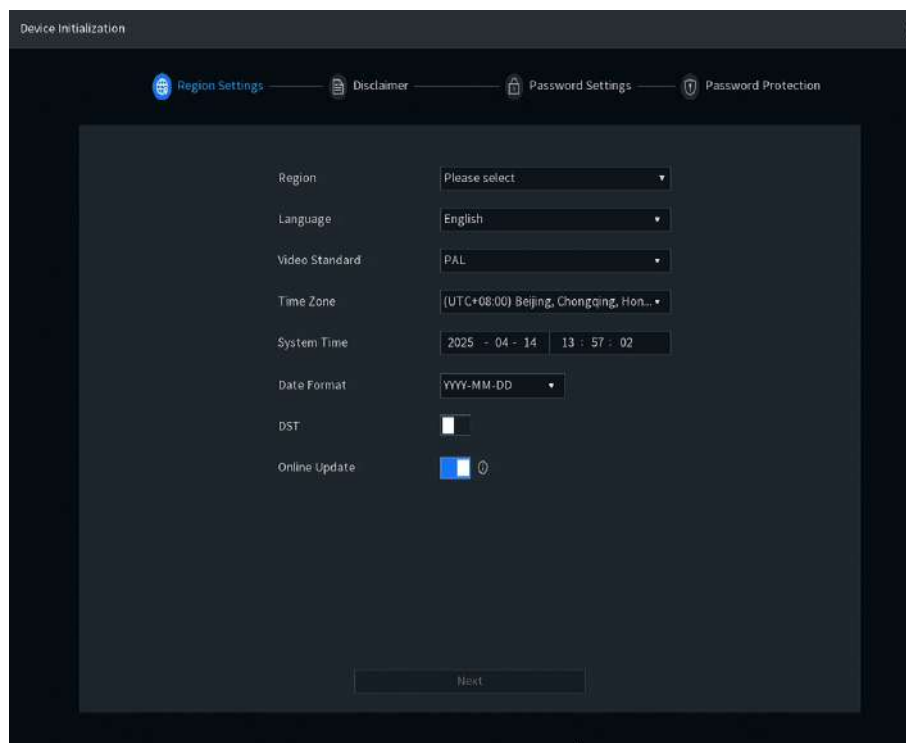 Device Initialization
Region Settings Disclaimer Password Settings Password Protection
Region Please select
Language English
Video Standard PAL
Time Zone (UTC+08:00) Beijing, Chongqing, Hon...
System Time 2025 - 04 - 14 13 : 57 : 02
Date Format YYYY-MM-DD
DST
Online Update
Next